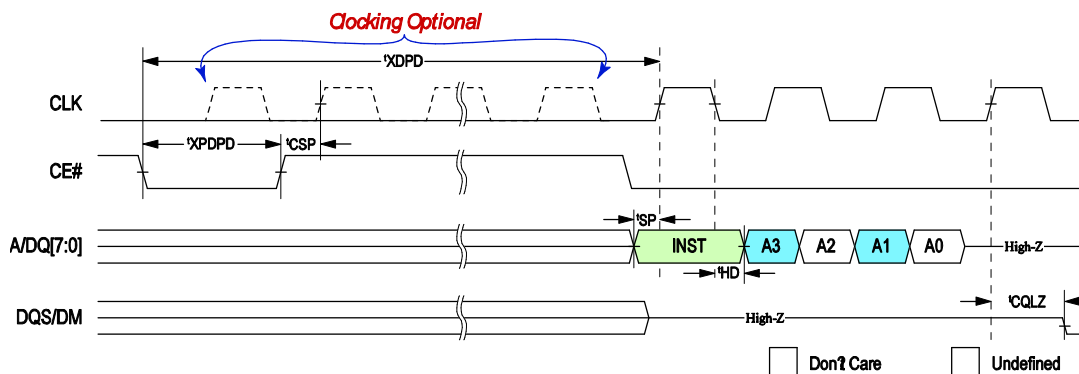 Clocking Optional
tXDPD
CLK
tXPDPD
tCSP
CE#
tSP
A/DQ[7:0]
INST
A3
A2
A1
A0
High-Z
tHD
tCQLZ
DQS/DM
High-Z
Don?t Care
Undefined